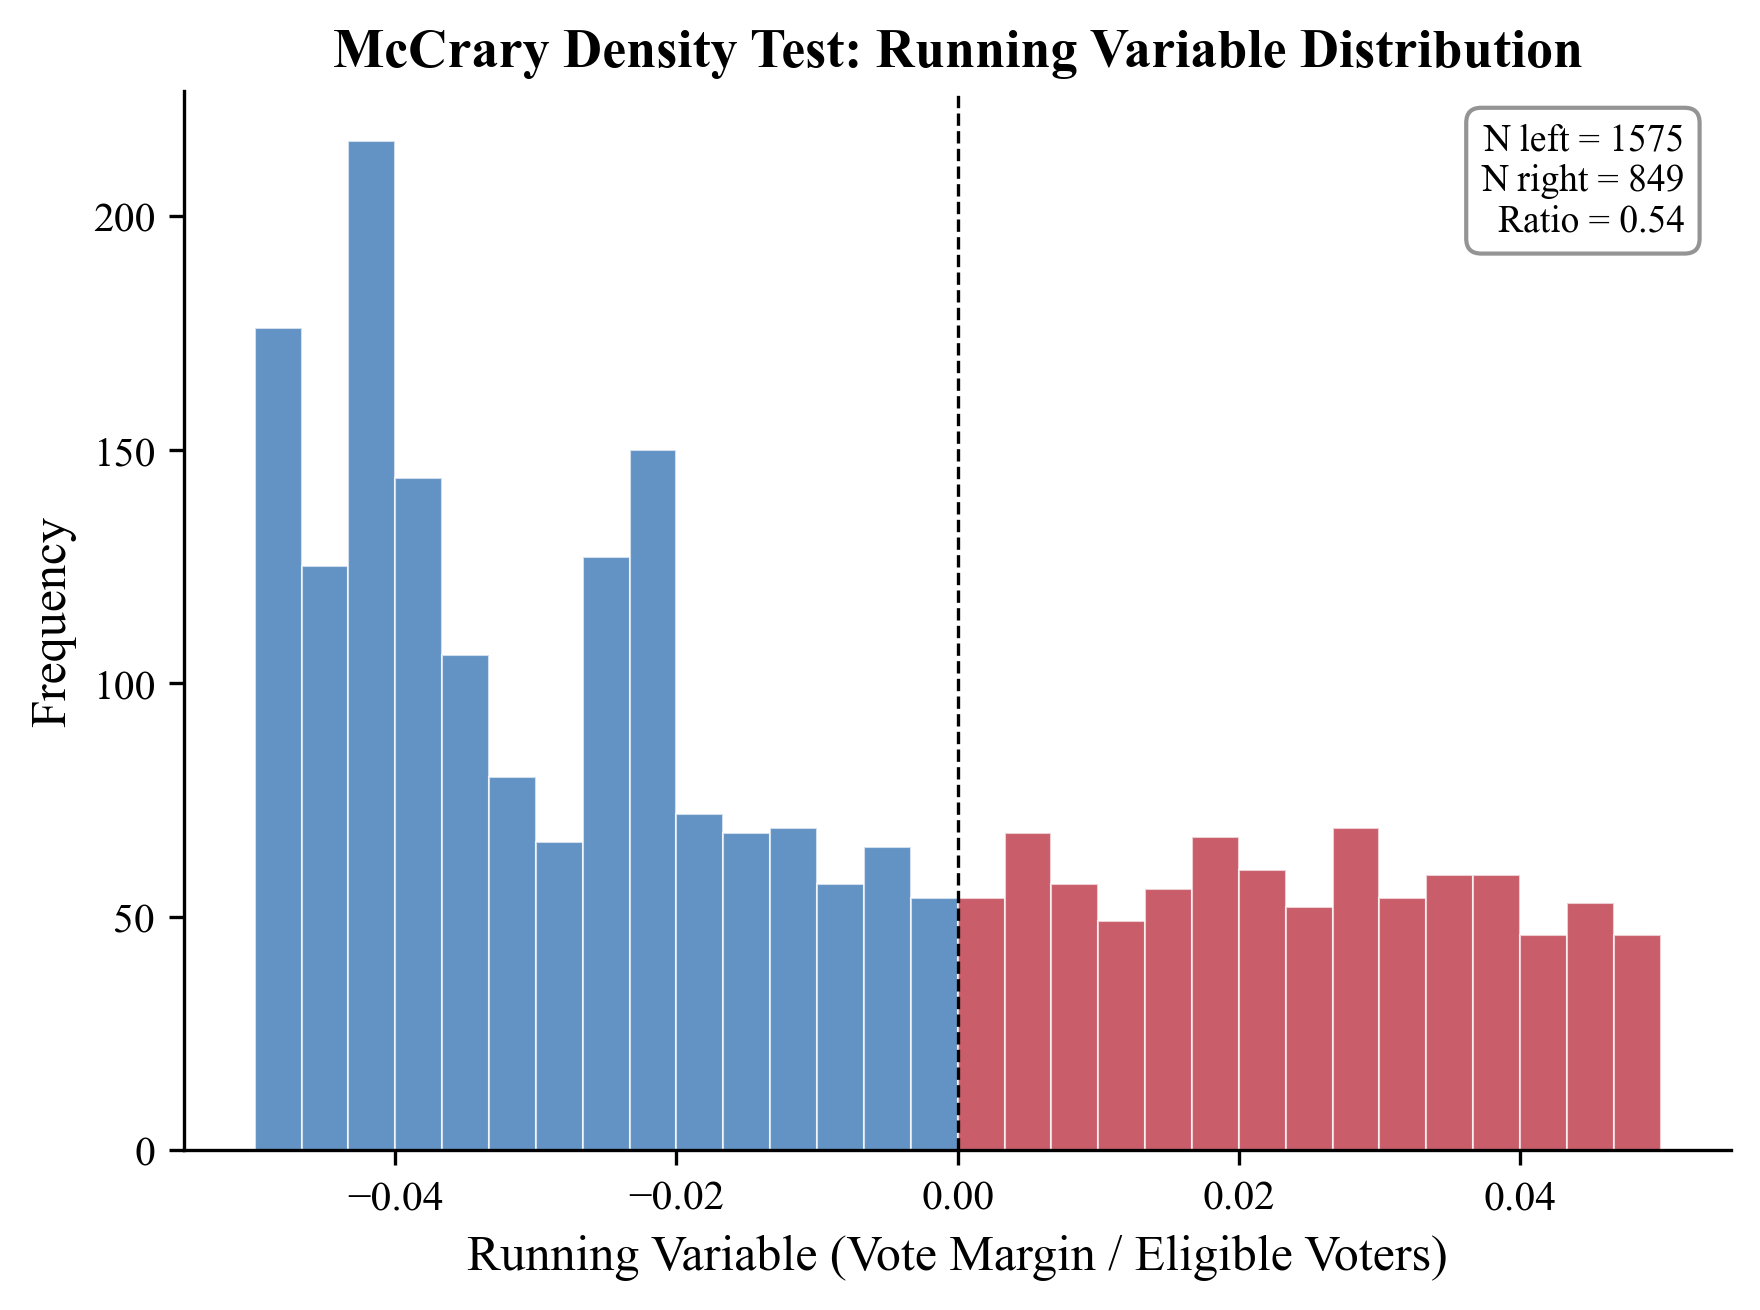 McCrary Density Test: Running Variable Distribution
N left = 1575
N right = 849
Ratio = 0.54
Frequency
200
150
100
50
0
−0.04
−0.02
0.00
0.02
0.04
Running Variable (Vote Margin / Eligible Voters)